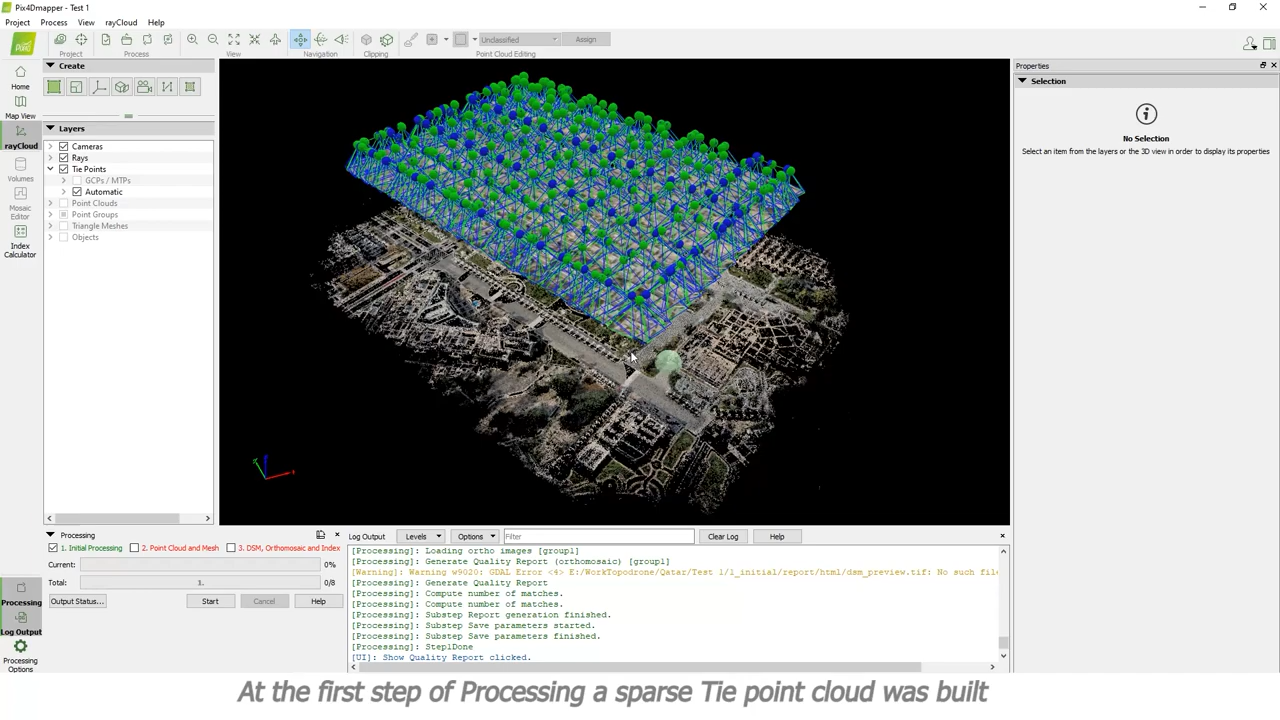 Pix4Dmapper - Test 1
Project Process View rayCloud Help
Unclassified Assign
Project Process View Navigation Clipping Point Cloud Editing
Home
Map View
rayCloud
Volumes
Mosaic
Editor
Index
Calculator
Processing
Log Output
Processing
Options
Create
Layers
Cameras
Rays
Tie Points
GCPs / MTPs
Automatic
Point Clouds
Point Groups
Triangle Meshes
Objects
Properties
Selection
No Selection
Select an item from the layers or the 3D view in order to display its properties
Processing
1. Initial Processing 2. Point Cloud and Mesh 3. DSM, Orthomosaic and Index
Current: 0%
Total: 1. 0/8
Output Status... Start Cancel Help
Log Output Levels Options Filter Clear Log Help
[Processing]: Loading ortho images [group1]
[Processing]: Generate Quality Report (orthomosaic) [group1]
[Warning]: Warning w9020: GDAL Error <4> E:/WorkTopodrone/Qatar/Test 1/1_initial/report/html/dsm_preview.tif: No such file
[Processing]: Generate Quality Report
[Processing]: Compute number of matches.
[Processing]: Compute number of matches.
[Processing]: Substep Report generation finished.
[Processing]: Substep Save parameters started.
[Processing]: Substep Save parameters finished.
[Processing]: Step1Done
[UI]: Show Quality Report clicked.
At the first step of Processing a sparse Tie point cloud was built